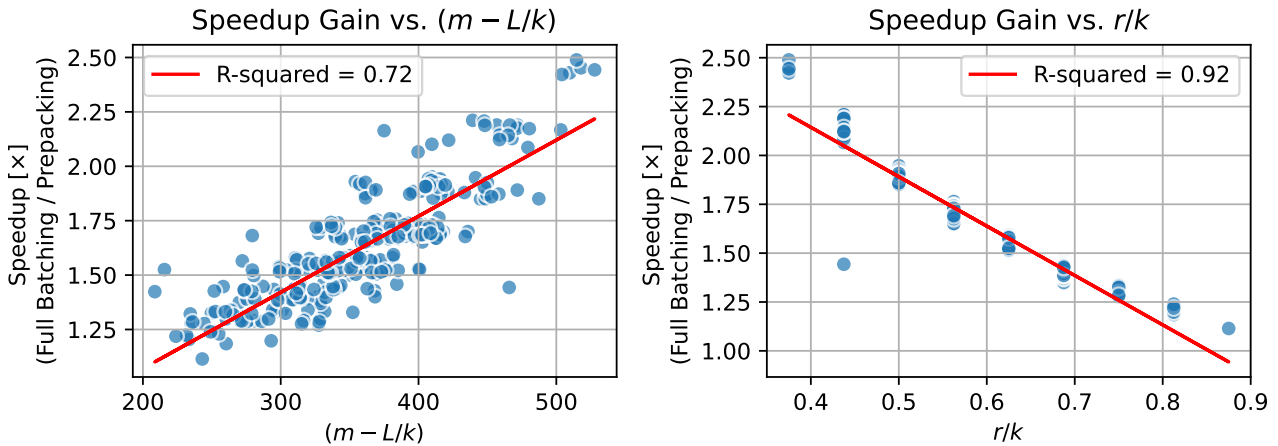 Speedup Gain vs. (m − L/k)
Speedup [×]
(Full Batching / Prepacking)
2.50
2.25
2.00
1.75
1.50
1.25
R-squared = 0.72
200
300
400
500
(m − L/k)
Speedup Gain vs. r/k
Speedup [×]
(Full Batching / Prepacking)
2.50
2.25
2.00
1.75
1.50
1.25
1.00
R-squared = 0.92
0.4
0.5
0.6
0.7
0.8
0.9
r/k